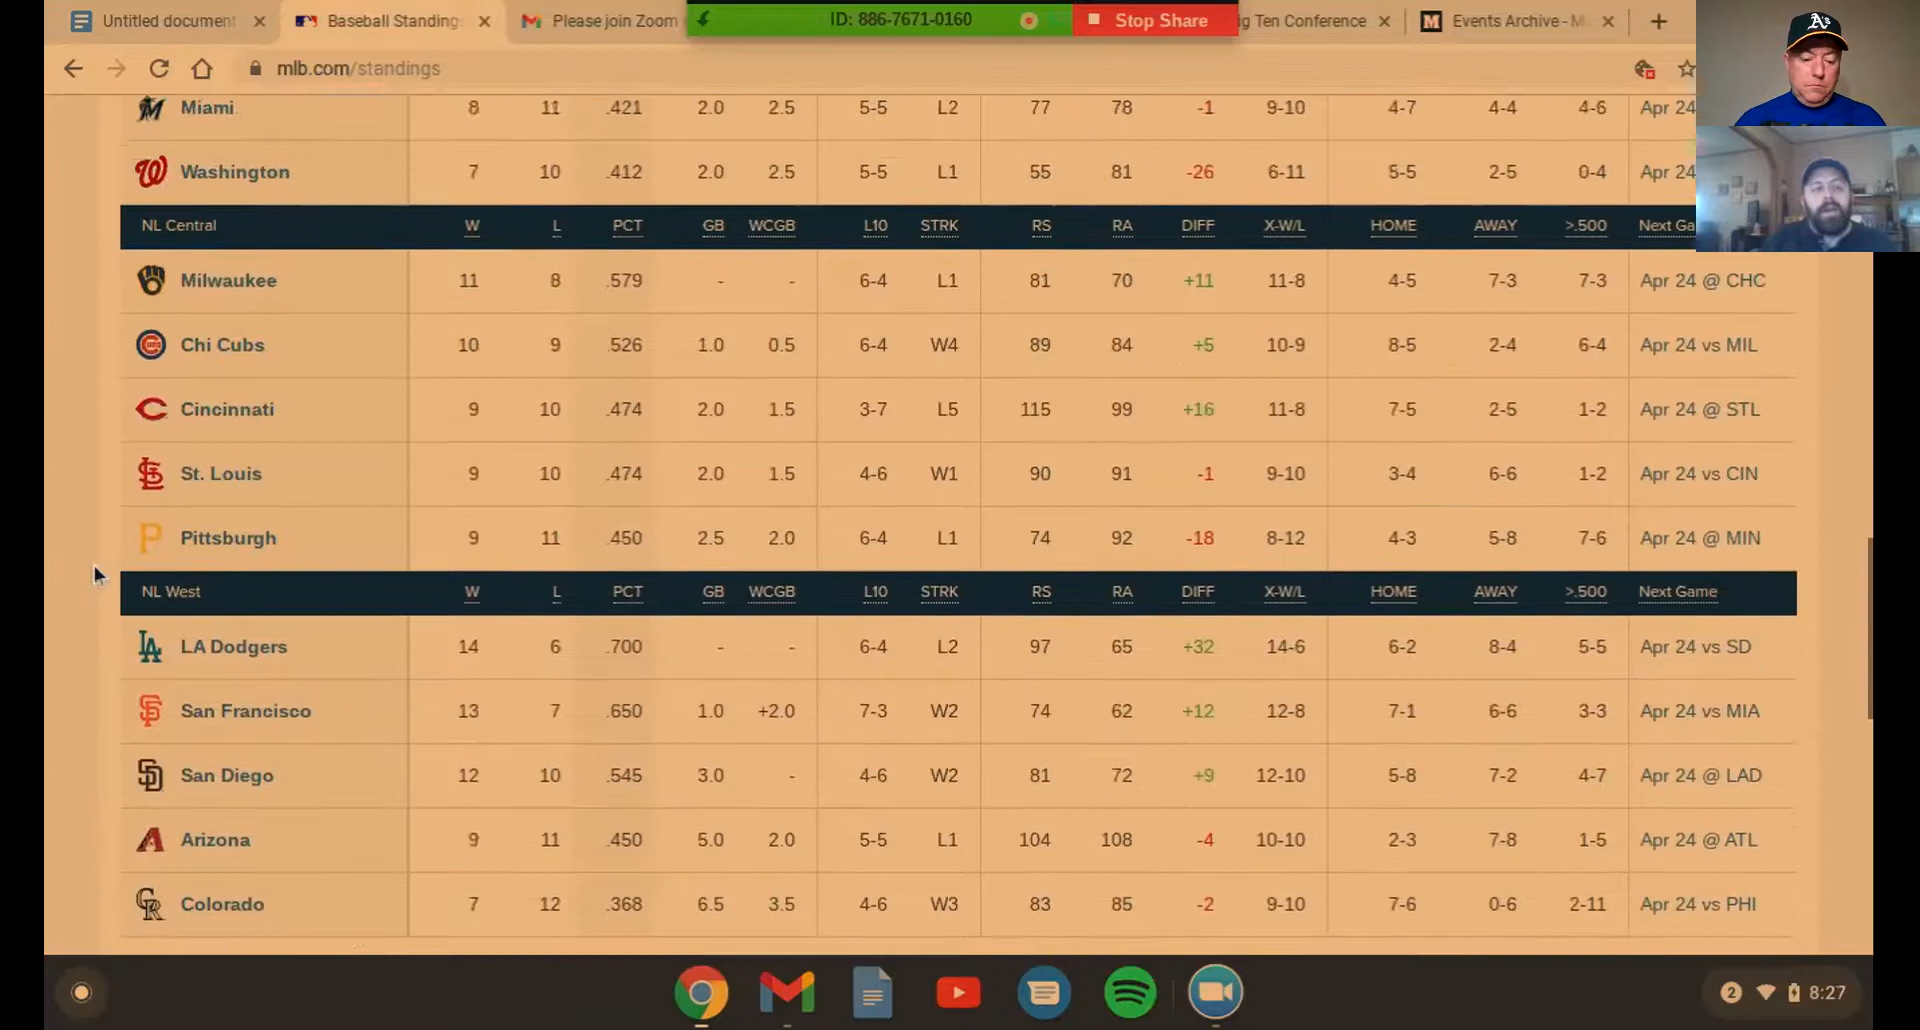 Untitled document Baseball Standing Please join Zoom ID: 886-7671-0160 Stop Share ig Ten Conference Events Archive - M
mlb.com/standings
A's
Miami 8 11 .421 2.0 2.5 5-5 L2 77 78 -1 9-10 4-7 4-4 4-6 Apr 24
Washington 7 10 .412 2.0 2.5 5-5 L1 55 81 -26 6-11 5-5 2-5 0-4 Apr 24
NL Central W L PCT GB WCGB L10 STRK RS RA DIFF X-W/L HOME AWAY >.500 Next Ga
Milwaukee 11 8 .579 - - 6-4 L1 81 70 +11 11-8 4-5 7-3 7-3 Apr 24 @ CHC
Chi Cubs 10 9 .526 1.0 0.5 6-4 W4 89 84 +5 10-9 8-5 2-4 6-4 Apr 24 vs MIL
Cincinnati 9 10 .474 2.0 1.5 3-7 L5 115 99 +16 11-8 7-5 2-5 1-2 Apr 24 @ STL
St. Louis 9 10 .474 2.0 1.5 4-6 W1 90 91 -1 9-10 3-4 6-6 1-2 Apr 24 vs CIN
Pittsburgh 9 11 .450 2.5 2.0 6-4 L1 74 92 -18 8-12 4-3 5-8 7-6 Apr 24 @ MIN
NL West W L PCT GB WCGB L10 STRK RS RA DIFF X-W/L HOME AWAY >.500 Next Game
LA Dodgers 14 6 .700 - - 6-4 L2 97 65 +32 14-6 6-2 8-4 5-5 Apr 24 vs SD
San Francisco 13 7 .650 1.0 +2.0 7-3 W2 74 62 +12 12-8 7-1 6-6 3-3 Apr 24 vs MIA
San Diego 12 10 .545 3.0 - 4-6 W2 81 72 +9 12-10 5-8 7-2 4-7 Apr 24 @ LAD
Arizona 9 11 .450 5.0 2.0 5-5 L1 104 108 -4 10-10 2-3 7-8 1-5 Apr 24 @ ATL
Colorado 7 12 .368 6.5 3.5 4-6 W3 83 85 -2 9-10 7-6 0-6 2-11 Apr 24 vs PHI
2 8:27